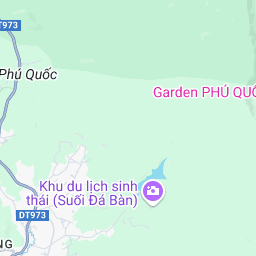 DT973
Phú Quốc
Garden PHÚ QUỐ
Khu du lịch sinh
thái (Suối Đá Bàn)
DT973
NG